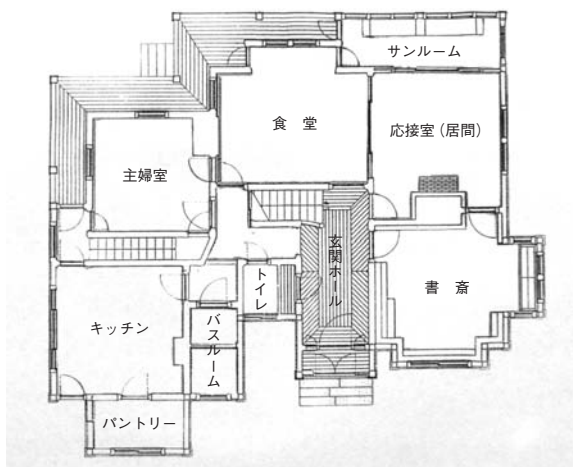 サンルーム
食 堂
応接室（居間）
主婦室
玄関ホール
トイレ
書 斎
キッチン
バスルーム
パントリー